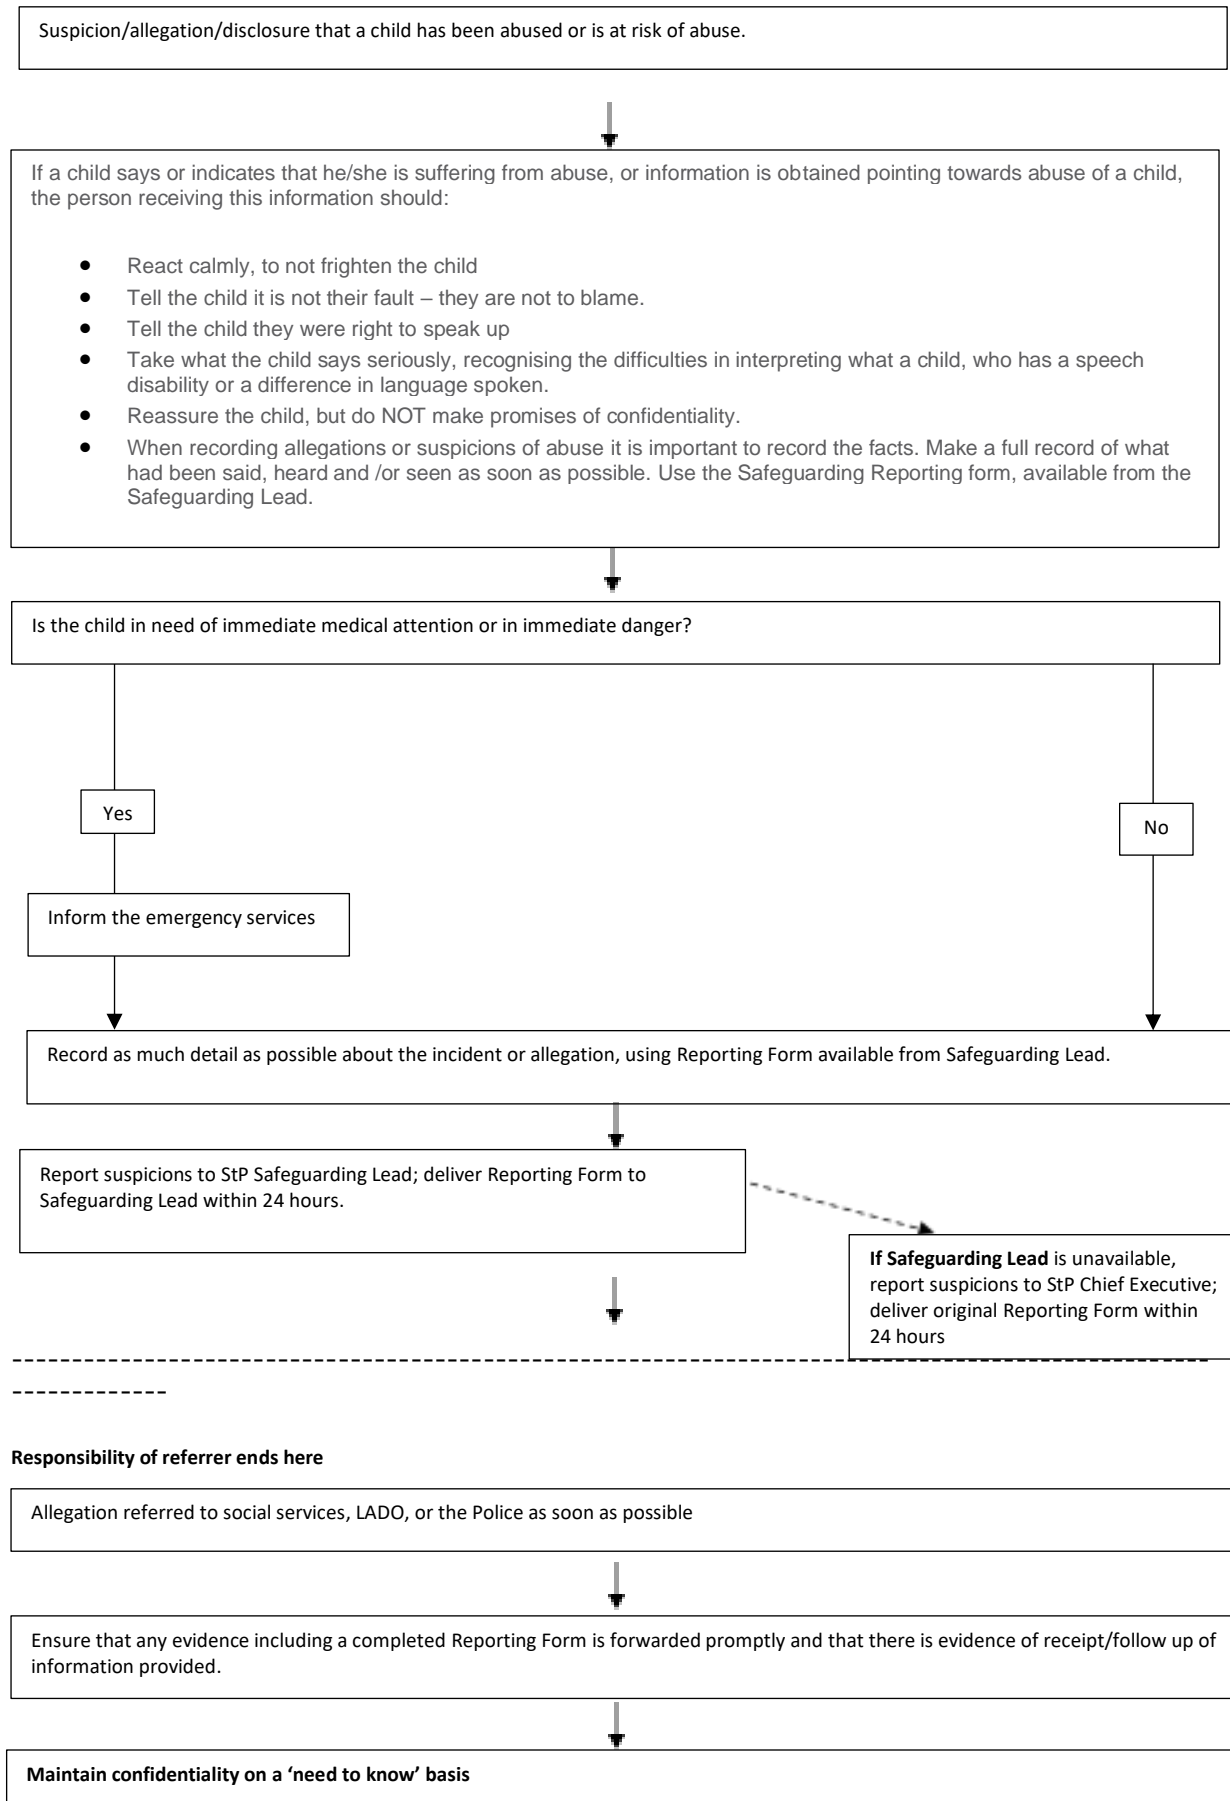 Suspicion/allegation/disclosure that a child has been abused or is at risk of abuse.
If a child says or indicates that he/she is suffering from abuse, or information is obtained pointing towards abuse of a child,
the person receiving this information should:
• React calmly, to not frighten the child
• Tell the child it is not their fault – they are not to blame.
• Tell the child they were right to speak up
• Take what the child says seriously, recognising the difficulties in interpreting what a child, who has a speech
disability or a difference in language spoken.
• Reassure the child, but do NOT make promises of confidentiality.
• When recording allegations or suspicions of abuse it is important to record the facts. Make a full record of what
had been said, heard and /or seen as soon as possible. Use the Safeguarding Reporting form, available from the
Safeguarding Lead.
Is the child in need of immediate medical attention or in immediate danger?
Yes
No
Inform the emergency services
Record as much detail as possible about the incident or allegation, using Reporting Form available from Safeguarding Lead.
Report suspicions to StP Safeguarding Lead; deliver Reporting Form to
Safeguarding Lead within 24 hours.
If Safeguarding Lead is unavailable,
report suspicions to StP Chief Executive;
deliver original Reporting Form within
24 hours
Responsibility of referrer ends here
Allegation referred to social services, LADO, or the Police as soon as possible
Ensure that any evidence including a completed Reporting Form is forwarded promptly and that there is evidence of receipt/follow up of
information provided.
Maintain confidentiality on a ‘need to know’ basis